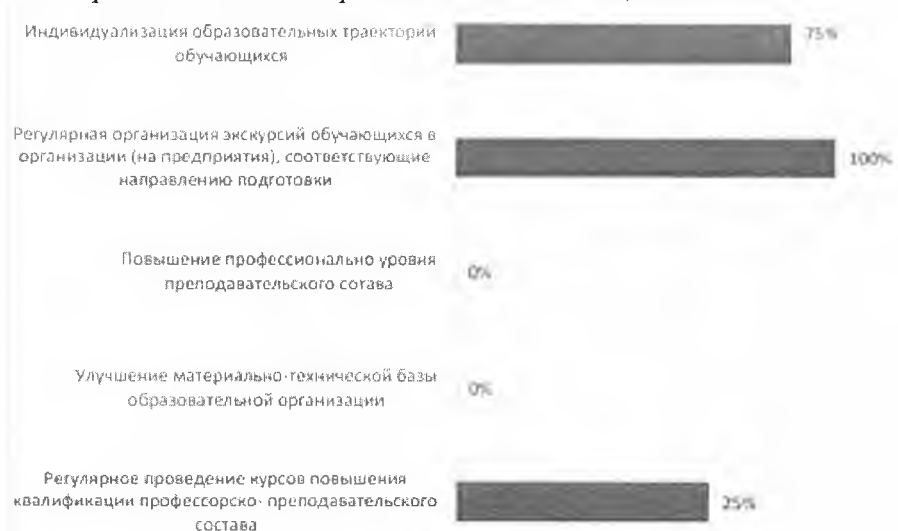 Индивидуализация образовательных траекторий
обучающихся
75%
Регулярная организация экскурсий обучающихся в
организации (на предприятия), соответствующие
направлению подготовки
100%
Повышение профессионально уровня
преподавательского сотава
0%
Улучшение материально-технической базы
образовательной организации
0%
Регулярное проведение курсов повышения
квалификации профессорско- преподавательского
состава
25%